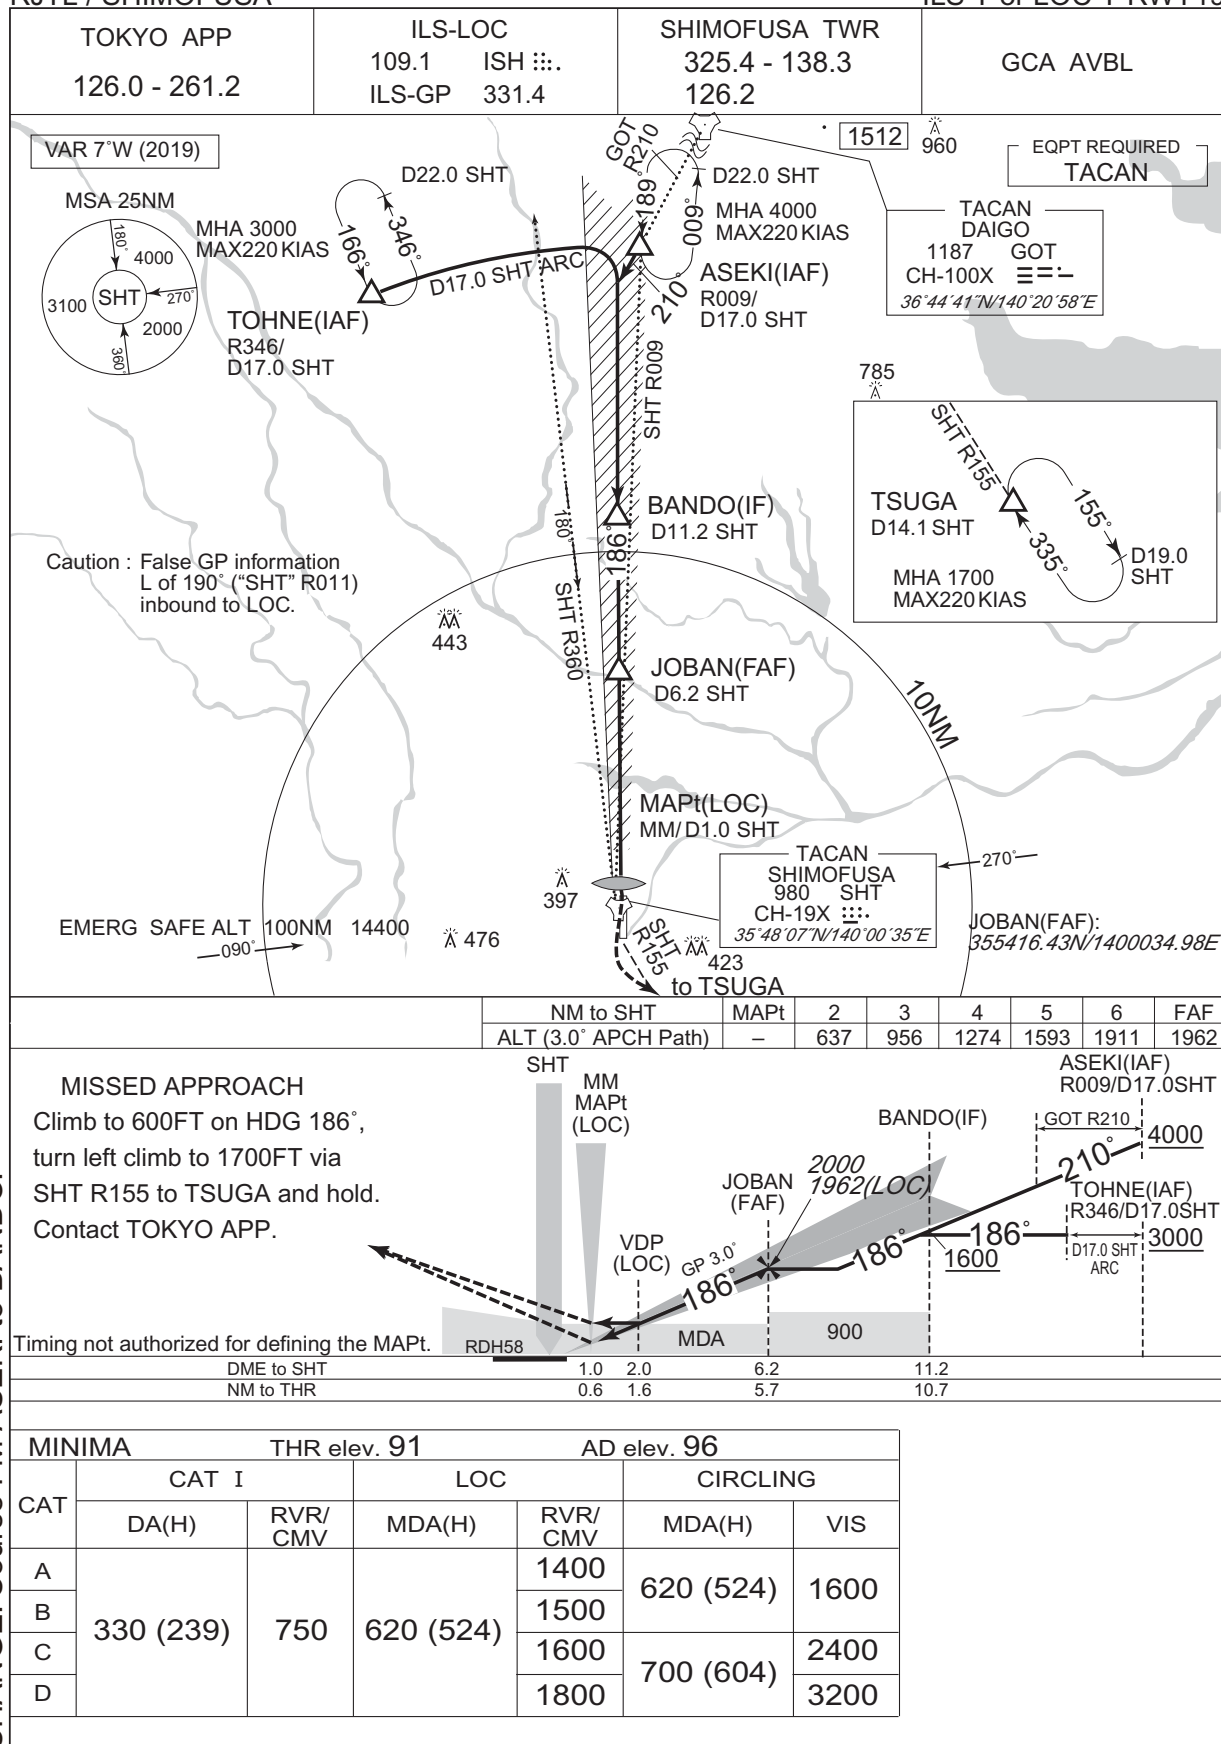 RJTL / SHIMOFUSA
TOKYO APP
126.0 - 261.2
ILS-LOC
109.1 ISH
ILS-GP 331.4
SHIMOFUSA TWR
325.4 - 138.3
126.2
GCA AVBL
VAR 7°W (2019)
MSA 25NM
180°
4000
SHT
270°
3100
2000
360°
MHA 3000
MAX220 KIAS
D22.0 SHT
166°
346°
D17.0 SHT ARC
TOHNE(IAF)
R346/
D17.0 SHT
GOT
R210
189°
009°
D22.0 SHT
MHA 4000
MAX220 KIAS
ASEKI(IAF)
R009/
D17.0 SHT
210°
1512
960
EQPT REQUIRED
TACAN
TACAN
DAIGO
1187 GOT
CH-100X
36°44´41˝N/140°20´58˝E
785
SHT R155
TSUGA
D14.1 SHT
155°
335°
D19.0
SHT
MHA 1700
MAX220 KIAS
SHT R009
BANDO(IF)
D11.2 SHT
186°
180°
SHT R360
Caution : False GP information
L of 190° (“SHT” R011)
inbound to LOC.
443
JOBAN(FAF)
D6.2 SHT
10NM
MAPt(LOC)
MM/ D1.0 SHT
TACAN
SHIMOFUSA
980 SHT
CH-19X
35°48´07˝N/140°00´35˝E
270°
397
EMERG SAFE ALT 100NM 14400
090°
476
SHT
R155
423
to TSUGA
JOBAN(FAF):
355416.43N/1400034.98E
NM to SHT MAPt 2 3 4 5 6 FAF
ALT (3.0° APCH Path) – 637 956 1274 1593 1911 1962
MISSED APPROACH
Climb to 600FT on HDG 186°,
turn left climb to 1700FT via
SHT R155 to TSUGA and hold.
Contact TOKYO APP.
SHT
MM
MAPt
(LOC)
VDP
(LOC)
JOBAN
(FAF)
2000
1962(LOC)
BANDO(IF)
ASEKI(IAF)
R009/D17.0SHT
GOT R210
4000
210°
TOHNE(IAF)
R346/D17.0SHT
186°
3000
D17.0 SHT
ARC
1600
186°
GP 3.0°
186°
MDA
900
RDH58
Timing not authorized for defining the MAPt.
DME to SHT 1.0 2.0 6.2 11.2
NM to THR 0.6 1.6 5.7 10.7
MINIMA THR elev. 91 AD elev. 96
CAT CAT I LOC CIRCLING
DA(H) RVR/CMV MDA(H) RVR/CMV MDA(H) VIS
A 330 (239) 750 620 (524) 1400 620 (524) 1600
B 1500
C 1600 700 (604) 2400
D 1800 3200